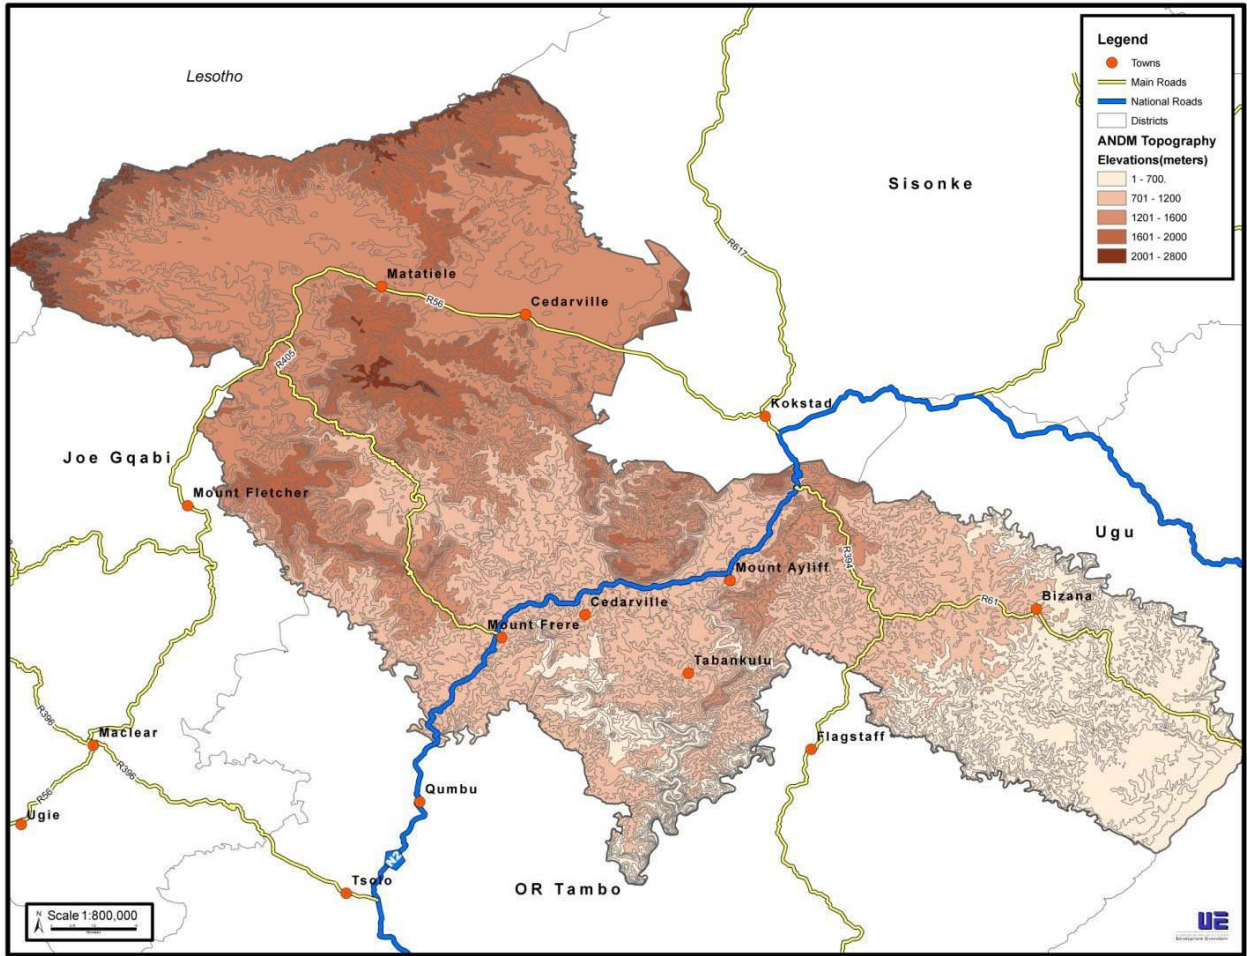 Legend
Towns
Main Roads
National Roads
Districts
ANDM Topography
Elevations(meters)
1 - 700.
701 - 1200
1201 - 1600
1601 - 2000
2001 - 2800
Lesotho
Sisonke
R617
Matatiele
R56
Cedarville
R405
Kokstad
Joe Gqabi
Mount Fletcher
Ugu
R394
Mount Ayliff
Cedarville
R61
Bizana
Mount Frere
Tabankulu
R396
Maclear
Flagstaff
R396
R56
Qumbu
Ugie
N2
Tsolo
OR Tambo
N
Scale 1:800,000
UE